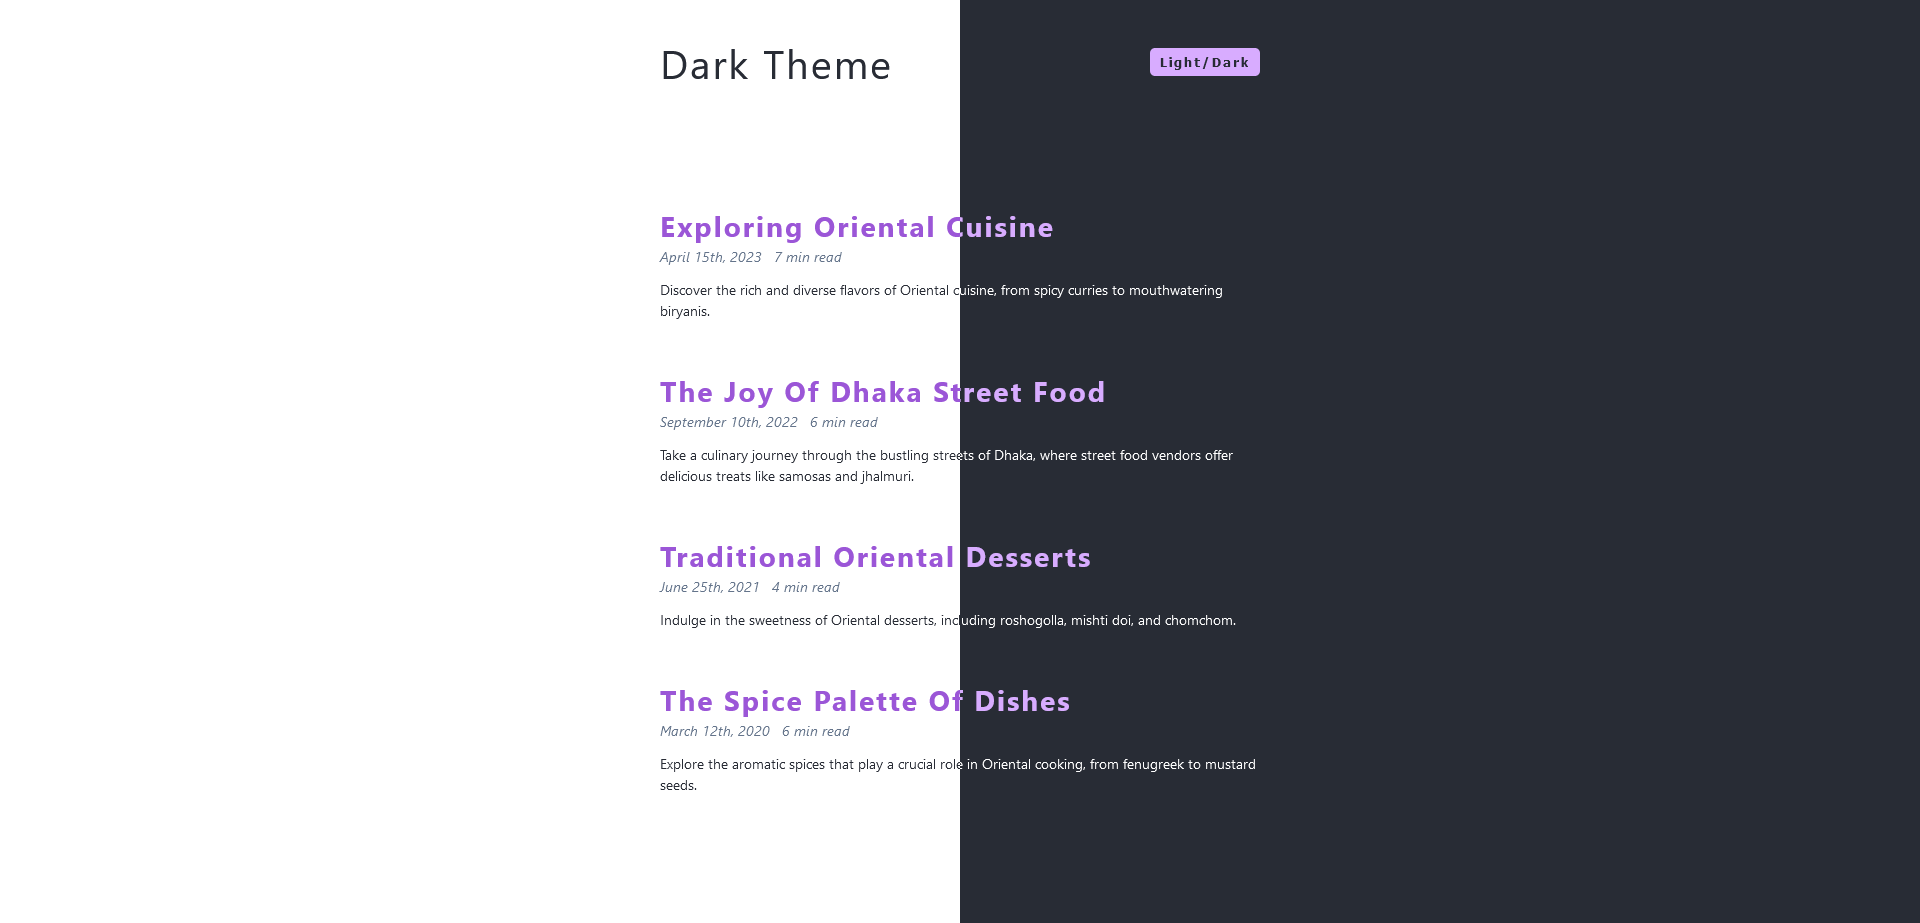 Dark Theme
Light/Dark
Exploring Oriental Cuisine
April 15th, 2023 7 min read
Discover the rich and diverse flavors of Oriental cuisine, from spicy curries to mouthwatering
biryanis.
The Joy Of Dhaka Street Food
September 10th, 2022 6 min read
Take a culinary journey through the bustling streets of Dhaka, where street food vendors offer
delicious treats like samosas and jhalmuri.
Traditional Oriental Desserts
June 25th, 2021 4 min read
Indulge in the sweetness of Oriental desserts, including roshogolla, mishti doi, and chomchom.
The Spice Palette Of Dishes
March 12th, 2020 6 min read
Explore the aromatic spices that play a crucial role in Oriental cooking, from fenugreek to mustard
seeds.